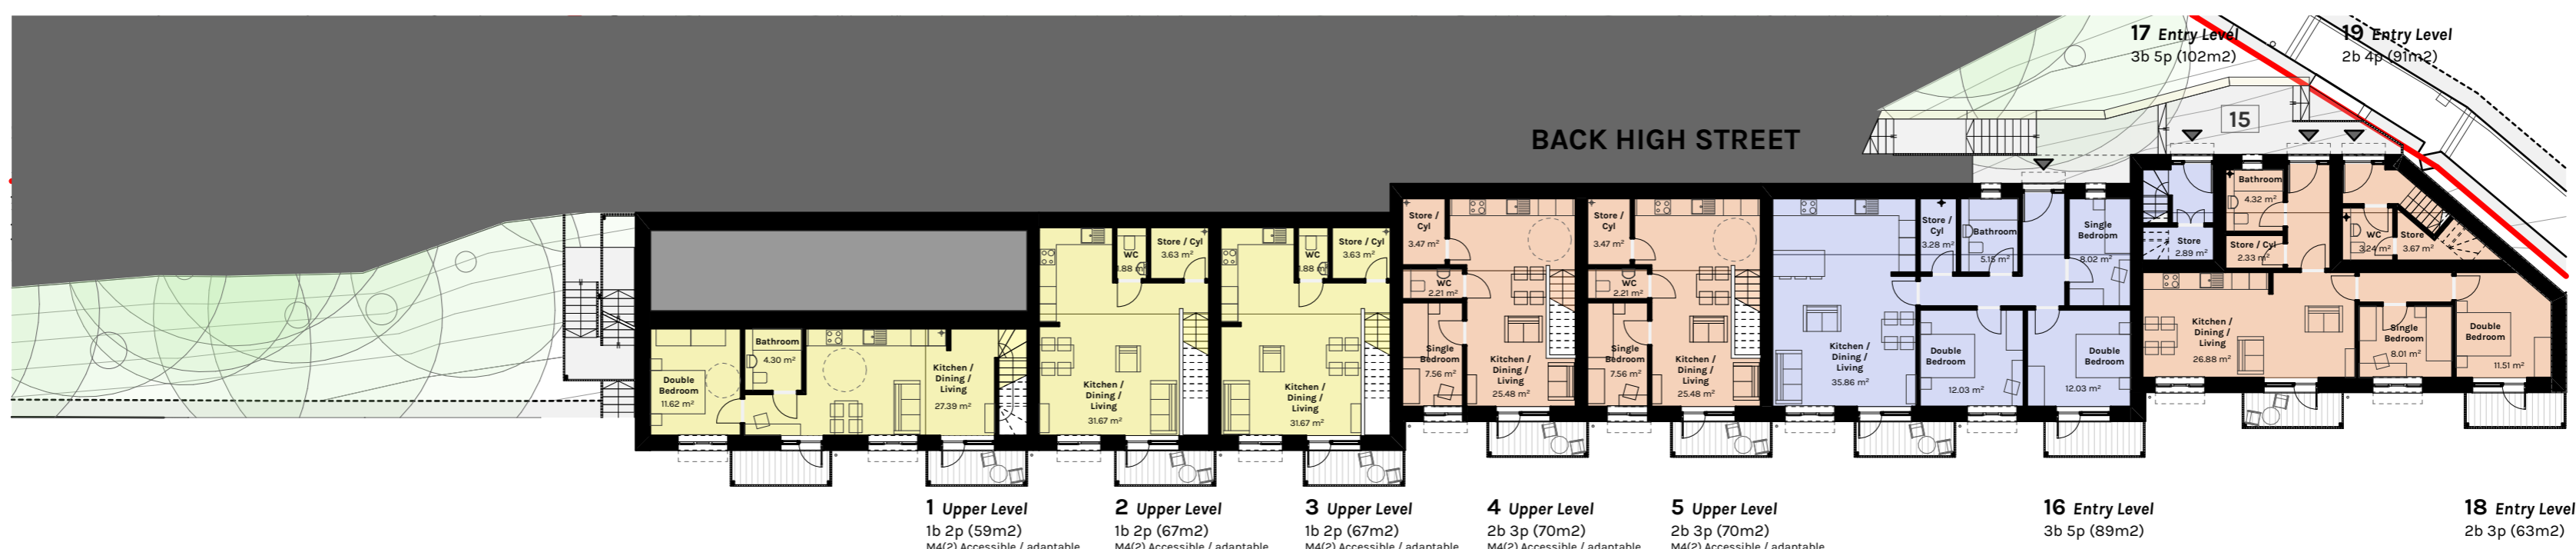 17 Entry Level
3b 5p (102m2)
19 Entry Level
2b 4p (91m2)
15
BACK HIGH STREET
Double
Bedroom
11.62 m²
Bathroom
4.30 m²
Kitchen /
Dining /
Living
27.39 m²
WC
1.88 m²
Store / Cyl
3.63 m²
Kitchen /
Dining /
Living
31.67 m²
WC
1.88 m²
Store / Cyl
3.63 m²
Kitchen /
Dining /
Living
31.67 m²
Store /
Cyl
3.47 m²
WC
2.21 m²
Single
Bedroom
7.56 m²
Kitchen /
Dining /
Living
25.48 m²
Store /
Cyl
3.47 m²
WC
2.21 m²
Single
Bedroom
7.56 m²
Kitchen /
Dining /
Living
25.48 m²
Kitchen /
Dining /
Living
35.86 m²
Store /
Cyl
3.28 m²
Bathroom
5.15 m²
Single
Bedroom
8.02 m²
Double
Bedroom
12.03 m²
Double
Bedroom
12.03 m²
Store
2.89 m²
Bathroom
4.32 m²
Store / Cyl
2.33 m²
WC
3.24 m²
Store
3.67 m²
Kitchen /
Dining /
Living
26.88 m²
Single
Bedroom
8.01 m²
Double
Bedroom
11.51 m²
1 Upper Level
1b 2p (59m2)
M4(2) Accessible / adaptable
2 Upper Level
1b 2p (67m2)
M4(2) Accessible / adaptable
3 Upper Level
1b 2p (67m2)
M4(2) Accessible / adaptable
4 Upper Level
2b 3p (70m2)
M4(2) Accessible / adaptable
5 Upper Level
2b 3p (70m2)
M4(2) Accessible / adaptable
16 Entry Level
3b 5p (89m2)
18 Entry Level
2b 3p (63m2)